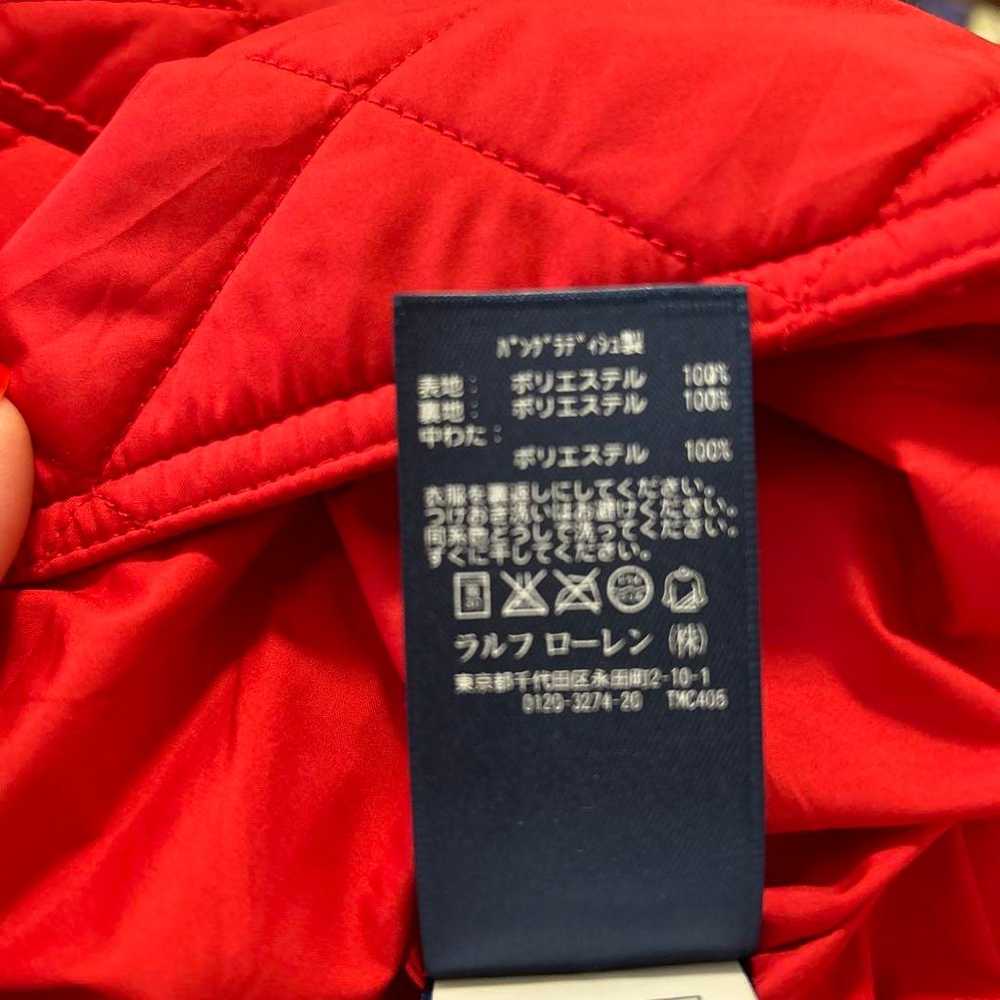 バングラディシュ製
表地: ポリエステル 100%
裏地: ポリエステル 100%
中わた:
ポリエステル 100%
衣服を裏返しにしてください。
つけおき洗いはお避けください。
同系色どうしで洗ってください。
すぐに干してください。
ラルフ ローレン (株)
東京都千代田区永田町2-10-1
0120-3274-20 TMC405